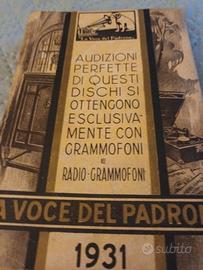 "La Voce del Padrone"
AUDIZIONI
PERFETTE
DI QUESTI
DISCHI SI
OTTENGONO
ESCLUSIVA-
MENTE CON
GRAMMOFONI
E
RADIO-GRAMMOFONI
A VOCE DEL PADRO
1931
subito